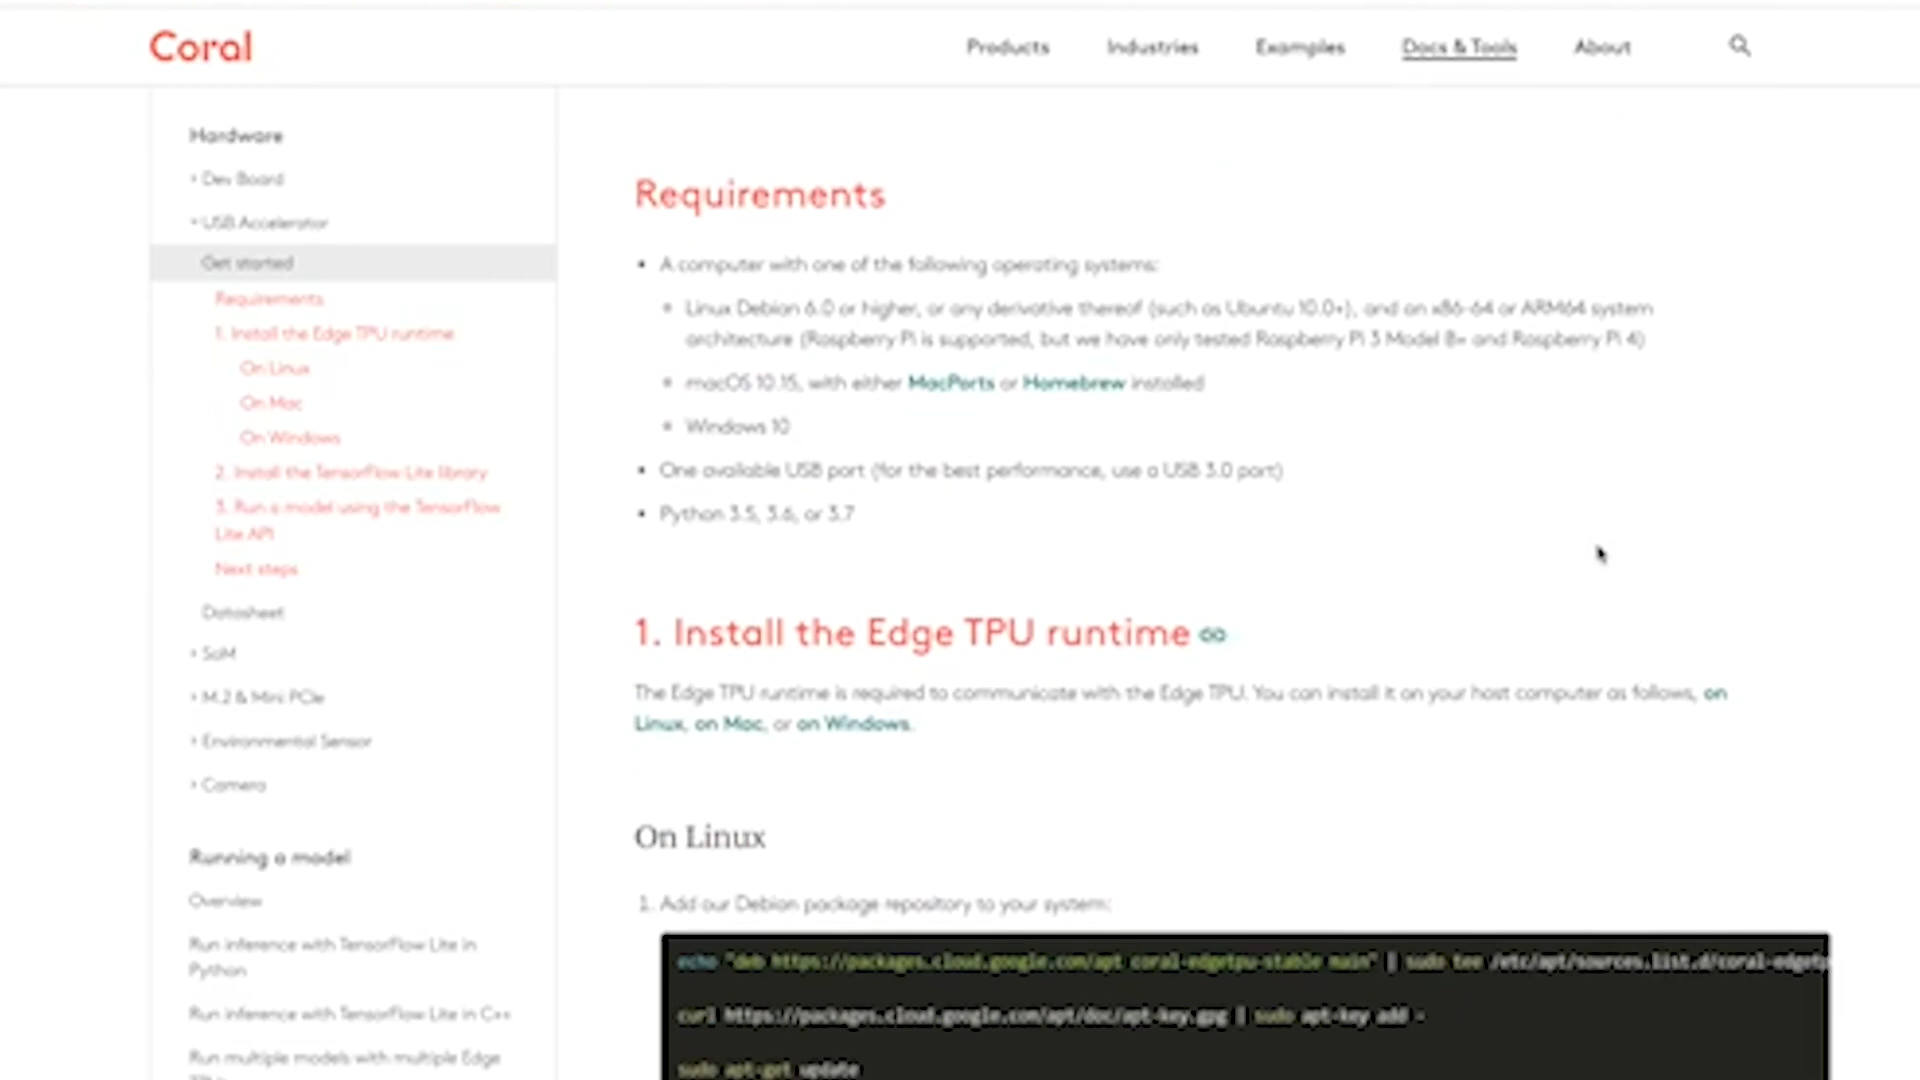 Coral
Products
Industries
Examples
Docs & Tools
About
Hardware
Dev Board
USB Accelerator
Get started
Requirements
1. Install the Edge TPU runtime
On Linux
On Mac
On Windows
2. Install the TensorFlow Lite library
3. Run a model using the TensorFlow
Lite API
Next steps
Datasheet
SoM
M.2 & Mini PCIe
Environmental Sensor
Camera
Running a model
Overview
Run inference with TensorFlow Lite in
Python
Run inference with TensorFlow Lite in C++
Run multiple models with multiple Edge
Requirements
• A computer with one of the following operating systems:
Linux Debian 6.0 or higher, or any derivative thereof (such as Ubuntu 10.0+), and an x86-64 or ARM64 system
architecture (Raspberry Pi is supported, but we have only tested Raspberry Pi 3 Model B+ and Raspberry Pi 4)
macOS 10.15, with either MacPorts or Homebrew installed
Windows 10
• One available USB port (for the best performance, use a USB 3.0 port)
• Python 3.5, 3.6, or 3.7
1. Install the Edge TPU runtime
The Edge TPU runtime is required to communicate with the Edge TPU. You can install it on your host computer as follows, on
Linux, on Mac, or on Windows.
On Linux
1. Add our Debian package repository to your system:
echo "deb https://packages.cloud.google.com/apt coral-edgetpu-stable main" | sudo tee /etc/apt/sources.list.d/coral-edgetp
curl https://packages.cloud.google.com/apt/doc/apt-key.gpg | sudo apt-key add -
sudo apt-get update